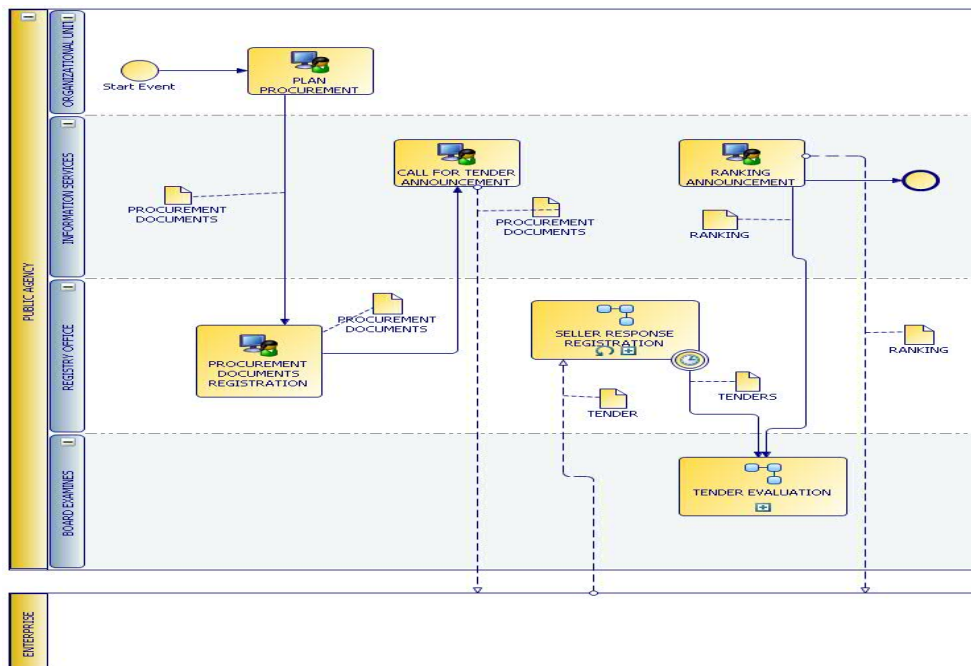 PUBLIC AGENCY
ORGANIZATIONAL UNIT
Start Event
PLAN
PROCUREMENT
INFORMATION SERVICES
PROCUREMENT
DOCUMENTS
CALL FOR TENDER
ANNOUNCEMENT
PROCUREMENT
DOCUMENTS
RANKING
ANNOUNCEMENT
RANKING
REGISTRY OFFICE
PROCUREMENT
DOCUMENTS
REGISTRATION
PROCUREMENT
DOCUMENTS
SELLER RESPONSE
REGISTRATION
TENDER
TENDERS
RANKING
BOARD EXAMINES
TENDER EVALUATION
ENTERPRISE